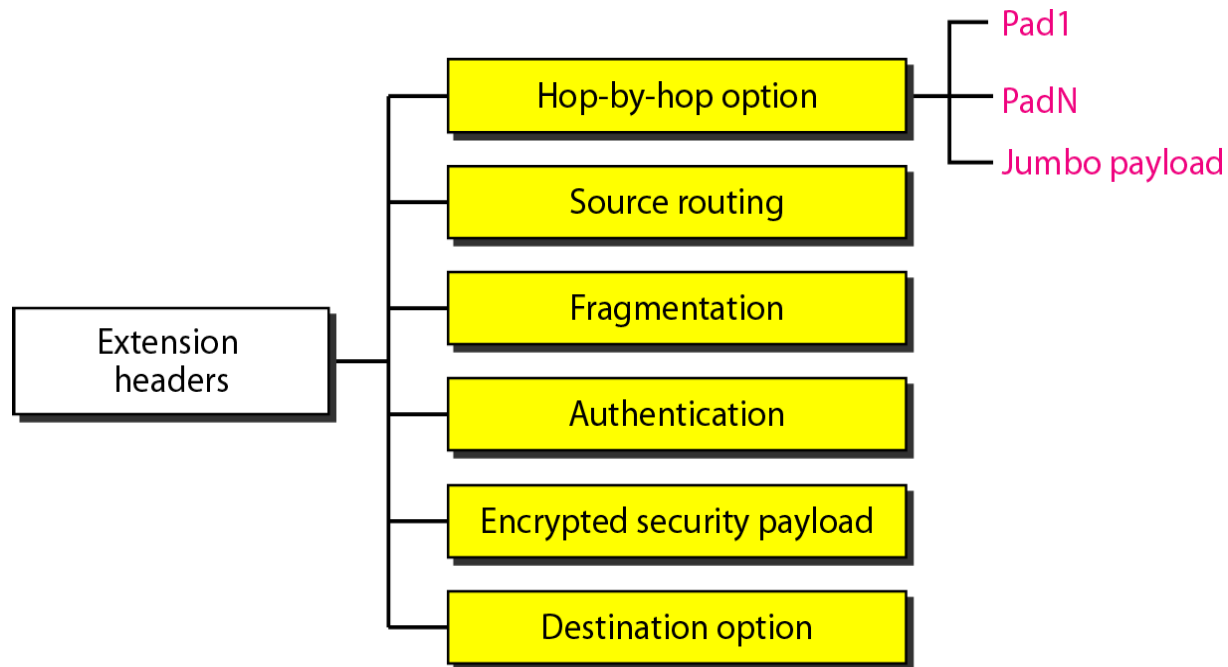 Pad1
Hop-by-hop option
PadN
Jumbo payload
Source routing
Fragmentation
Extension
headers
Authentication
Encrypted security payload
Destination option